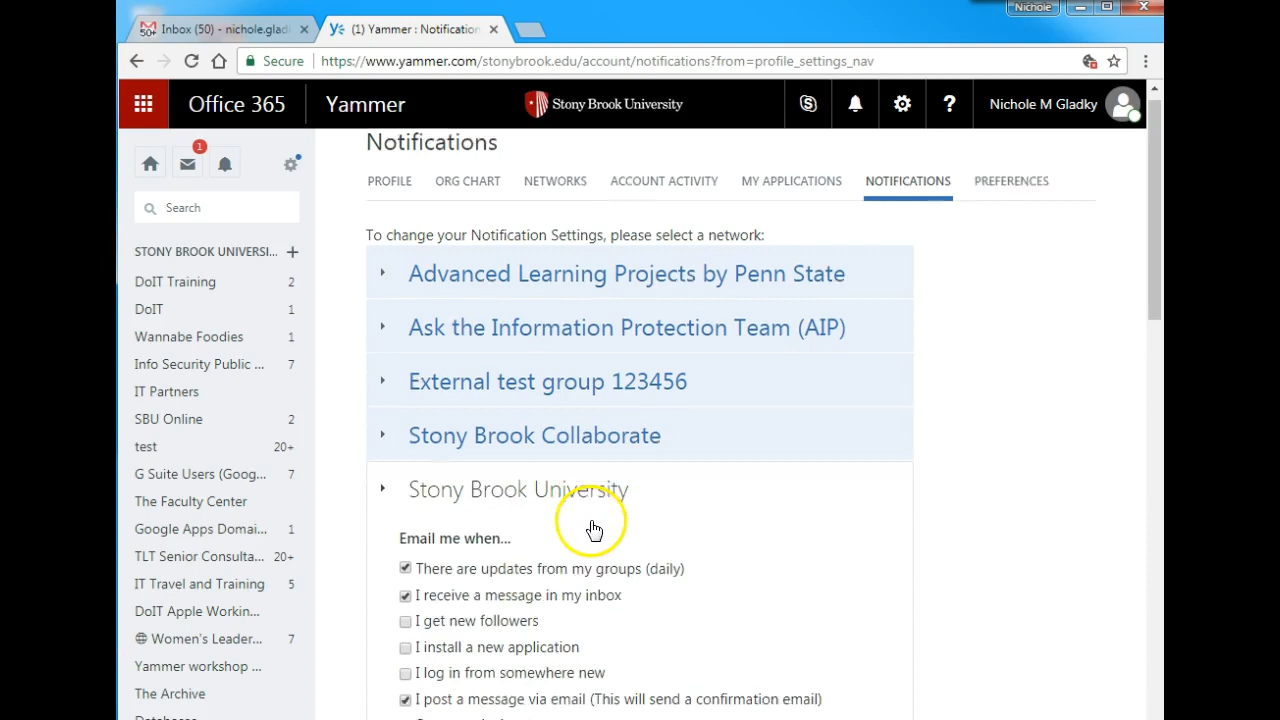 Nichole
50+ Inbox (50) - nichole.gladl
(1) Yammer : Notification
Secure https://www.yammer.com/stonybrook.edu/account/notifications?from=profile_settings_nav
Office 365 Yammer Stony Brook University Nichole M Gladky
Notifications
1
PROFILE ORG CHART NETWORKS ACCOUNT ACTIVITY MY APPLICATIONS NOTIFICATIONS PREFERENCES
Search
To change your Notification Settings, please select a network:
STONY BROOK UNIVERSI...
DoIT Training 2
DoIT 1
Wannabe Foodies 1
Info Security Public ... 7
IT Partners
SBU Online 2
test 20+
G Suite Users (Goog... 7
The Faculty Center
Google Apps Domai... 1
TLT Senior Consulta... 20+
IT Travel and Training 5
DoIT Apple Workin...
Women's Leader... 7
Yammer workshop ...
The Archive
Advanced Learning Projects by Penn State
Ask the Information Protection Team (AIP)
External test group 123456
Stony Brook Collaborate
Stony Brook University
Email me when...
There are updates from my groups (daily)
I receive a message in my inbox
I get new followers
I install a new application
I log in from somewhere new
I post a message via email (This will send a confirmation email)